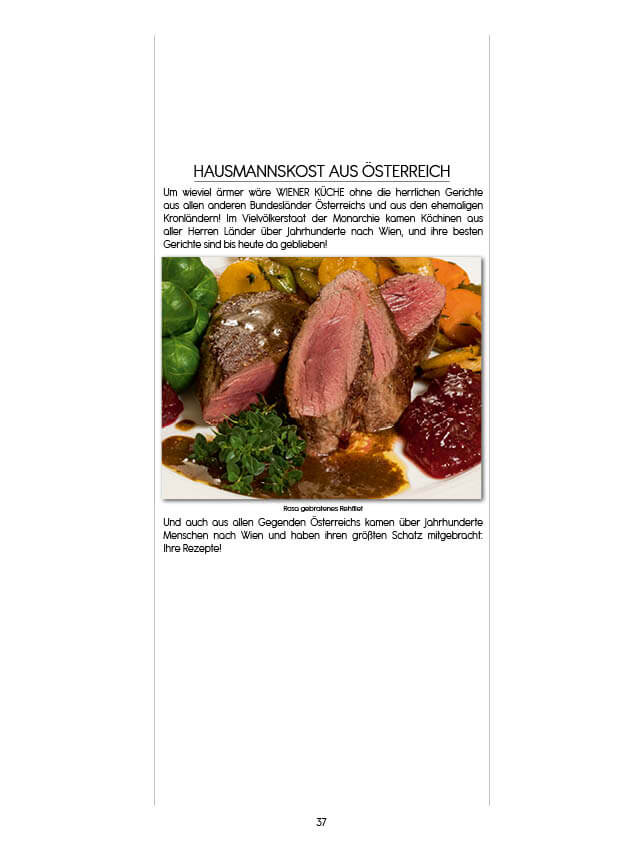 HAUSMANNSKOST AUS ÖSTERREICH
Um wieviel ärmer wäre WIENER KÜCHE ohne die herrlichen Gerichte
aus allen anderen Bundesländer Österreichs und aus den ehemaligen
Kronländern! Im Vielvölkerstaat der Monarchie kamen Köchinen aus
aller Herren Länder über Jahrhunderte nach Wien, und ihre besten
Gerichte sind bis heute da geblieben!
Rosa gebratenes Rehfilet
Und auch aus allen Gegenden Österreichs kamen über Jahrhunderte
Menschen nach Wien und haben ihren größten Schatz mitgebracht:
Ihre Rezepte!
37